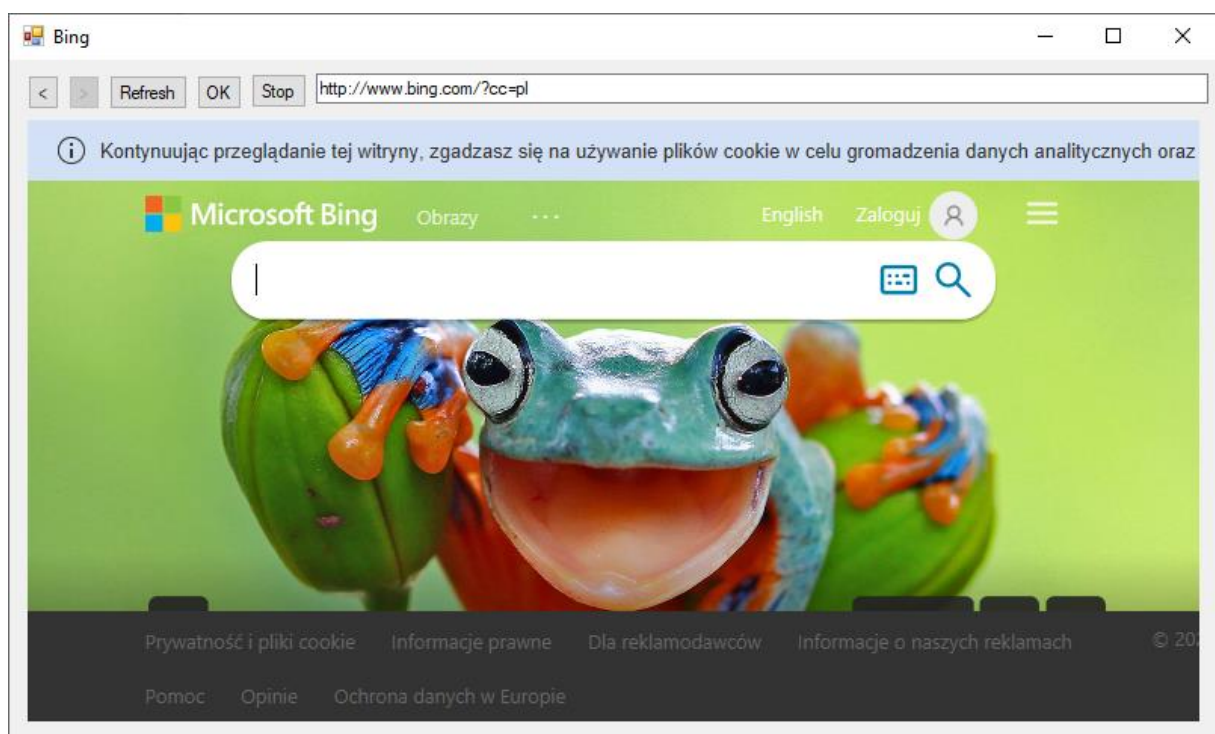 Bing
< > Refresh OK Stop http://www.bing.com/?cc=pl
Kontynuując przeglądanie tej witryny, zgadzasz się na używanie plików cookie w celu gromadzenia danych analitycznych oraz
Microsoft Bing Obrazy ··· English Zaloguj
Prywatność i pliki cookie Informacje prawne Dla reklamodawców Informacje o naszych reklamach ©
Pomoc Opinie Ochrona danych w Europie